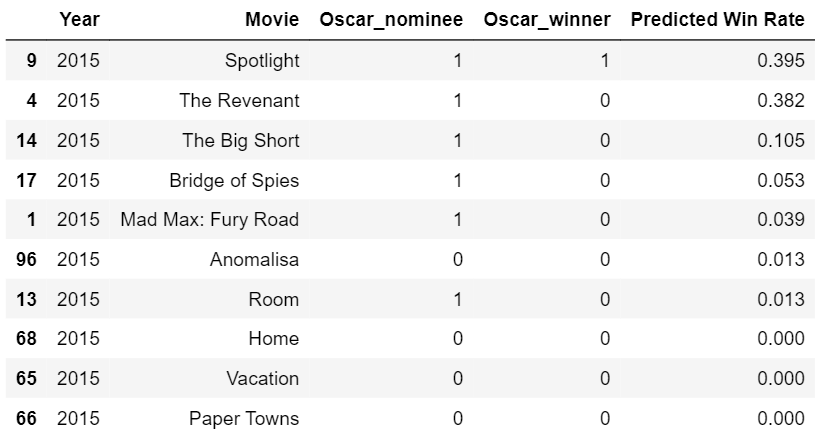 Year Movie Oscar_nominee Oscar_winner Predicted Win Rate
9 2015 Spotlight 1 1 0.395
4 2015 The Revenant 1 0 0.382
14 2015 The Big Short 1 0 0.105
17 2015 Bridge of Spies 1 0 0.053
1 2015 Mad Max: Fury Road 1 0 0.039
96 2015 Anomalisa 0 0 0.013
13 2015 Room 1 0 0.013
68 2015 Home 0 0 0.000
65 2015 Vacation 0 0 0.000
66 2015 Paper Towns 0 0 0.000